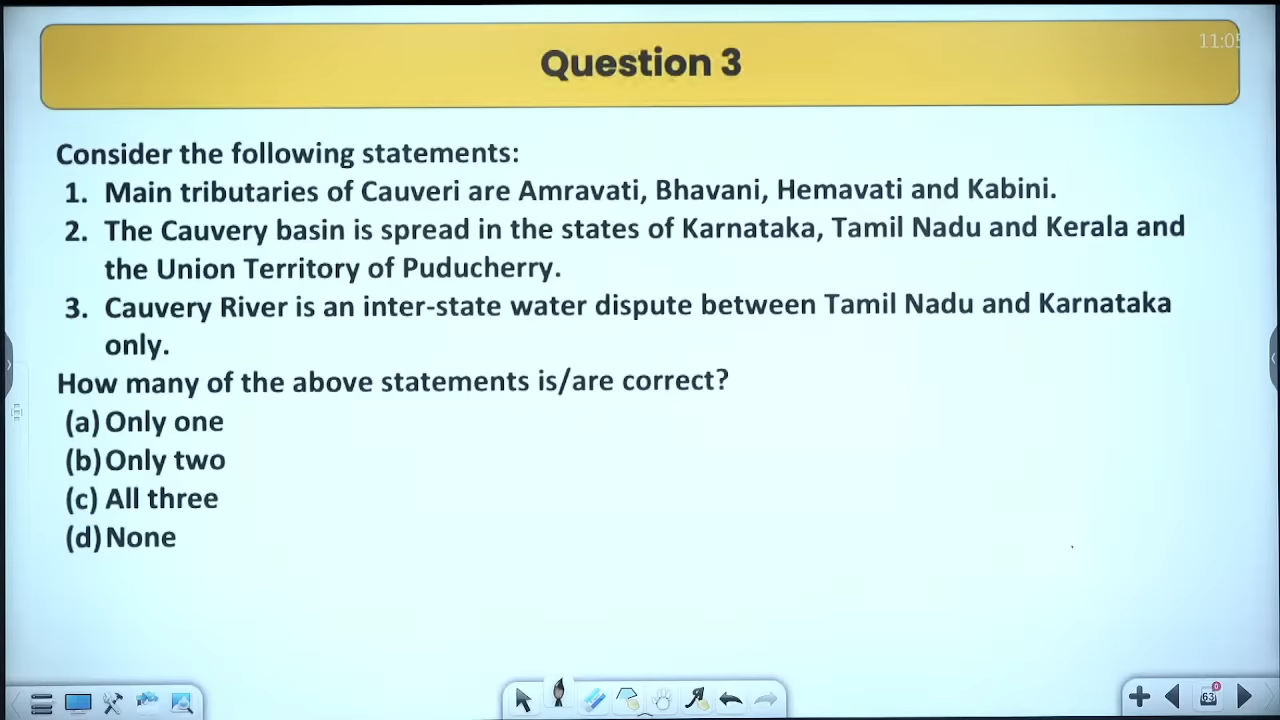 11:05
Question 3
Consider the following statements:
1. Main tributaries of Cauveri are Amravati, Bhavani, Hemavati and Kabini.
2. The Cauvery basin is spread in the states of Karnataka, Tamil Nadu and Kerala and
the Union Territory of Puducherry.
3. Cauvery River is an inter-state water dispute between Tamil Nadu and Karnataka
only.
How many of the above statements is/are correct?
(a) Only one
(b) Only two
(c) All three
(d) None
63